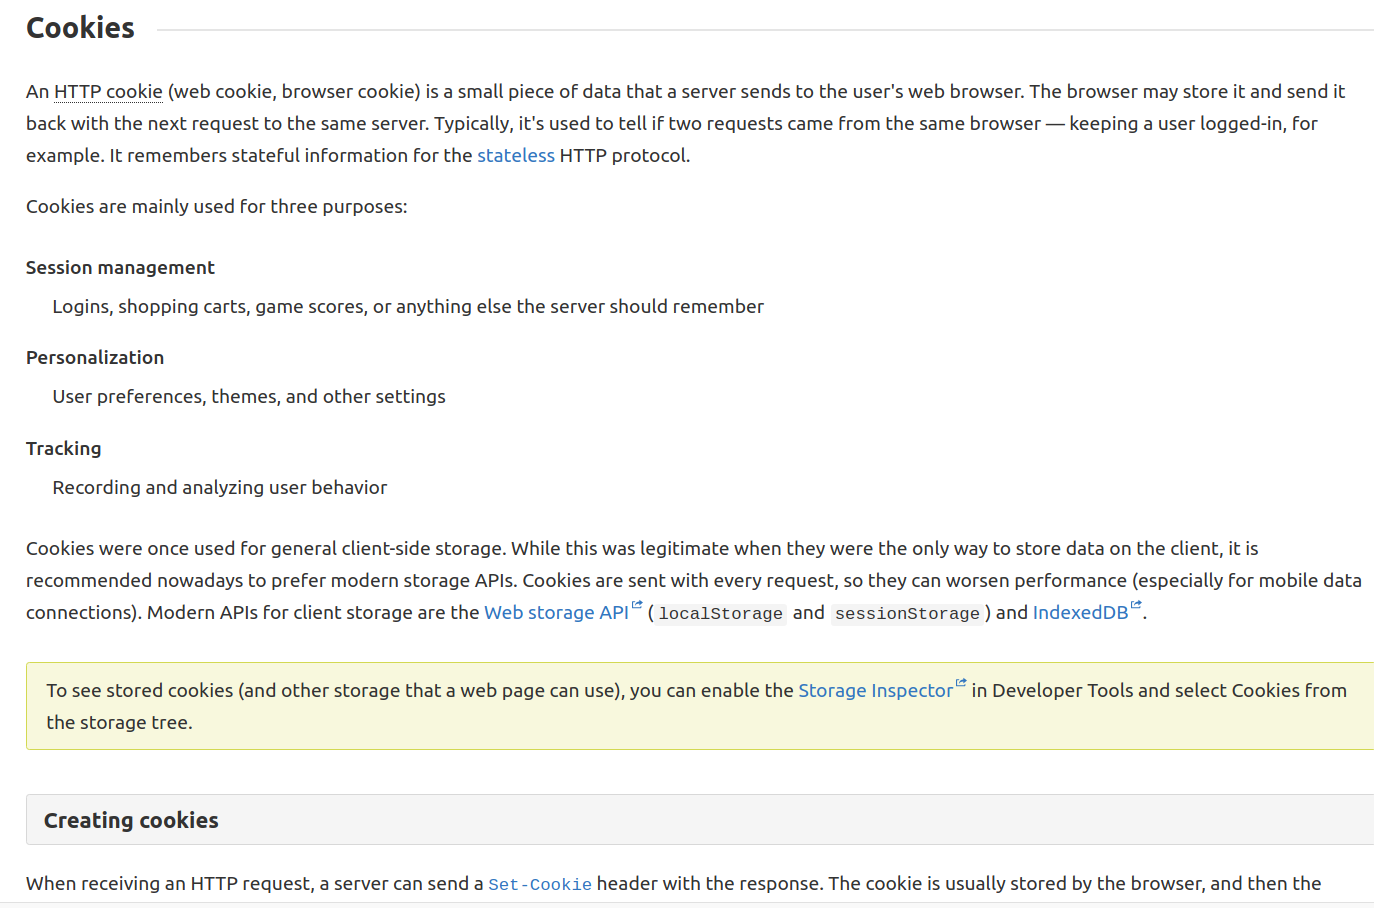 Cookies
An HTTP cookie (web cookie, browser cookie) is a small piece of data that a server sends to the user's web browser. The browser may store it and send it
back with the next request to the same server. Typically, it's used to tell if two requests came from the same browser — keeping a user logged-in, for
example. It remembers stateful information for the stateless HTTP protocol.
Cookies are mainly used for three purposes:
Session management
Logins, shopping carts, game scores, or anything else the server should remember
Personalization
User preferences, themes, and other settings
Tracking
Recording and analyzing user behavior
Cookies were once used for general client-side storage. While this was legitimate when they were the only way to store data on the client, it is
recommended nowadays to prefer modern storage APIs. Cookies are sent with every request, so they can worsen performance (especially for mobile data
connections). Modern APIs for client storage are the Web storage API (localStorage and sessionStorage) and IndexedDB.
To see stored cookies (and other storage that a web page can use), you can enable the Storage Inspector in Developer Tools and select Cookies from
the storage tree.
Creating cookies
When receiving an HTTP request, a server can send a Set-Cookie header with the response. The cookie is usually stored by the browser, and then the